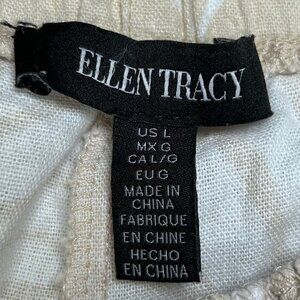 ELLEN TRACY
US L
MX G
CA L/G
EU G
MADE IN
CHINA
FABRIQUE
EN CHINE
HECHO
EN CHINA